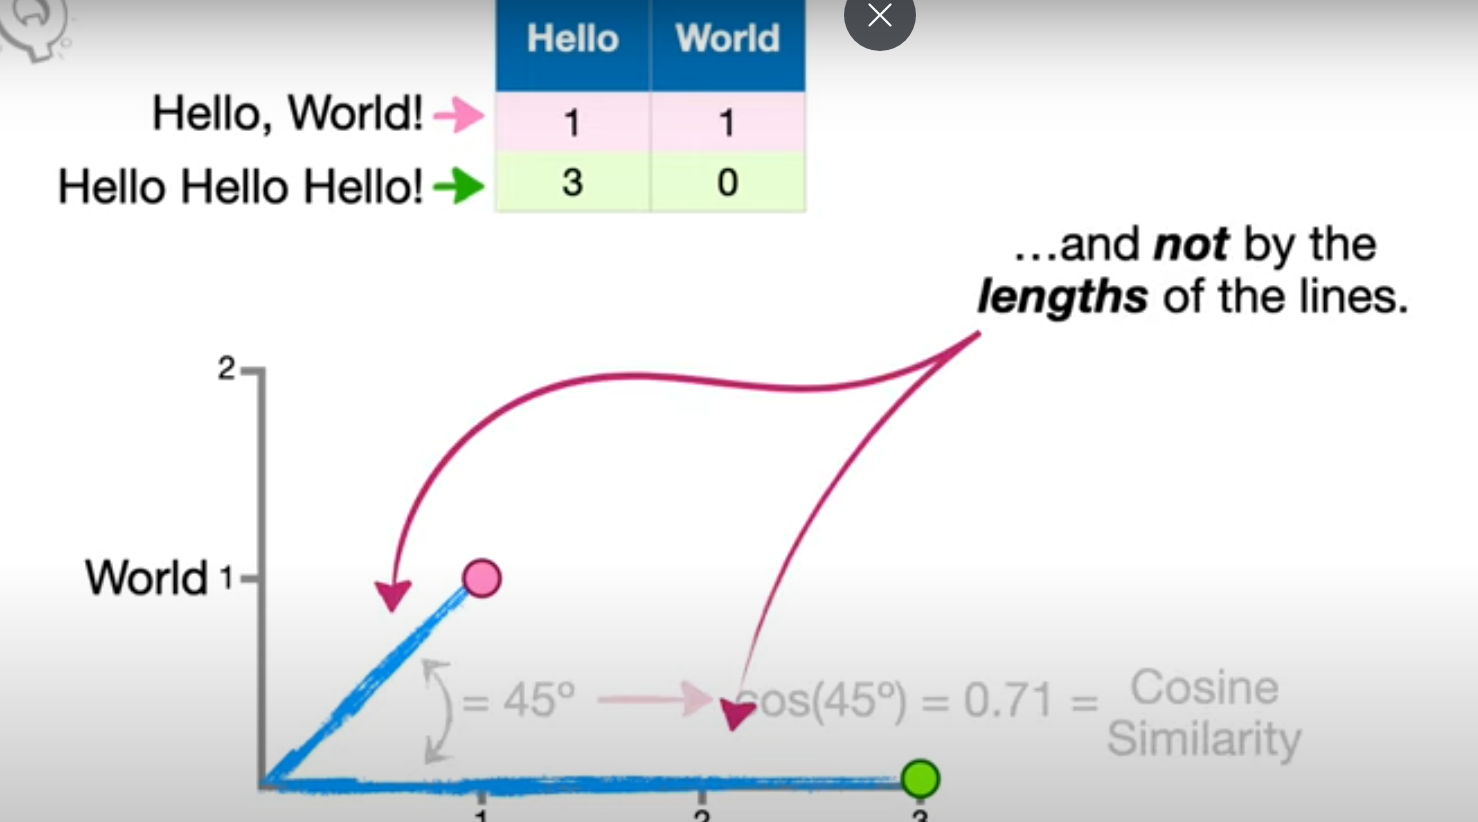 Hello World
Hello, World! 1 1
Hello Hello Hello! 3 0
...and not by the
lengths of the lines.
2
World 1
= 45º cos(45º) = 0.71 = Cosine
Similarity
1 2 3